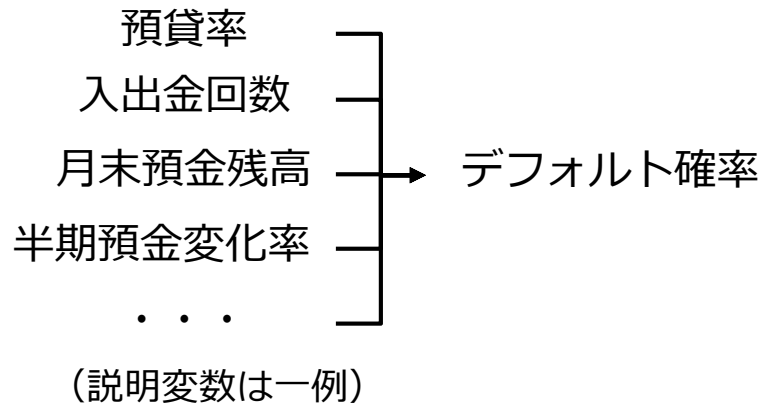 預貸率
入出金回数
月末預金残高
デフォルト確率
半期預金変化率
・・・
（説明変数は一例）